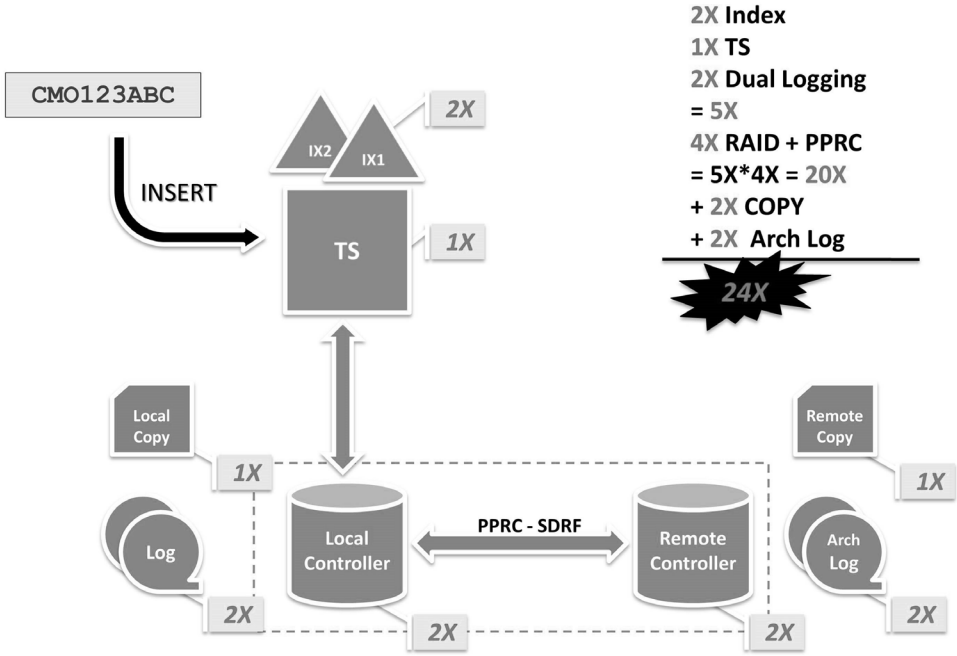 2X Index
1X TS
2X Dual Logging
= 5X
4X RAID + PPRC
= 5X*4X = 20X
+ 2X COPY
+ 2X Arch Log
24X
CMO123ABC
INSERT
2X
IX2
IX1
TS
1X
Local
Copy
1X
Remote
Copy
1X
Log
2X
Local
Controller
2X
PPRC - SDRF
Remote
Controller
2X
Arch
Log
2X